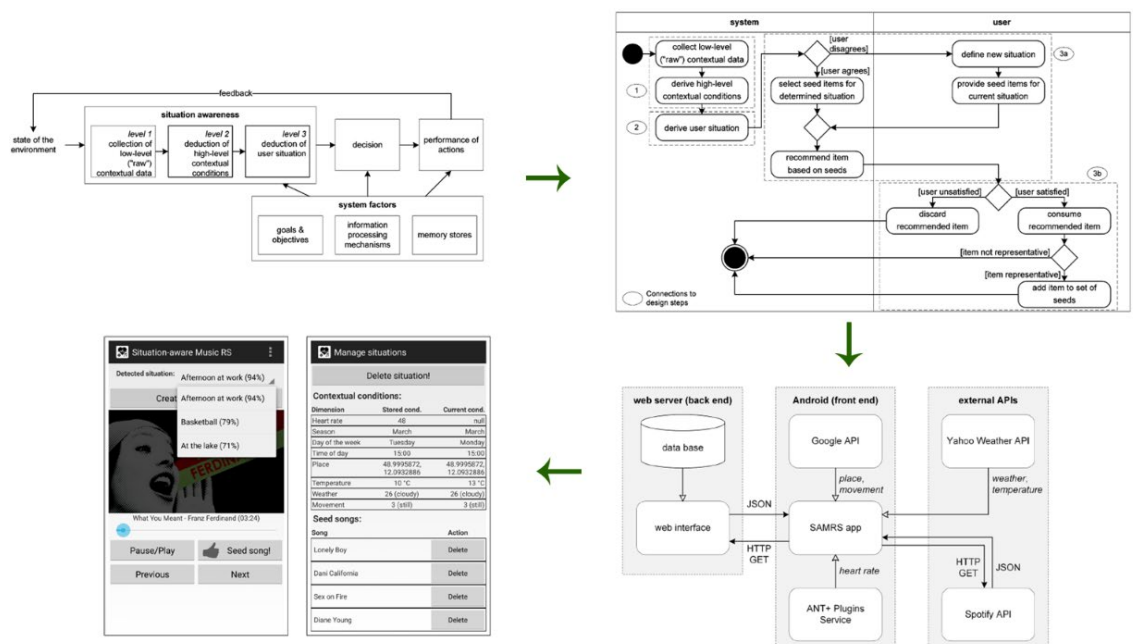 feedback
situation awareness
state of the
environment
level 1
collection of
low-level
("raw")
contextual data
level 2
deduction of
high-level
contextual
conditions
level 3
deduction
of user situation
decision
performance of
actions
system factors
goals &
objectives
information
processing
mechanisms
memory stores
system
user
collect low-level
("raw") contextual data
1
derive high-level
contextual conditions
2
derive user situation
[user
disagrees]
[user agrees]
select seed items for
determined situation
define new situation
3a
provide seed items for
current situation
recommend item
based on seeds
3b
[user unsatisfied]
[user satisfied]
discard
recommended item
consume
recommended item
[item not representative]
[item representative]
add item to set of
seeds
Connections to
design steps
Situation-aware Music RS
Detected situation:
Afternoon at work (94%)
Creat
Afternoon at work (94%)
Basketball (79%)
At the lake (71%)
FERDINA
What You Meant - Franz Ferdinand (03:24)
Pause/Play
Seed song!
Previous
Next
Manage situations
Delete situation!
Contextual conditions:
Dimension Stored cond. Current cond.
Heart rate 48 null
Season March March
Day of the week Tuesday Monday
Time of day 15:00 15:00
Place 48.9995872, 48.9995872,
12.0932886 12.0932886
Temperature 10 °C 13 °C
Weather 26 (cloudy) 26 (cloudy)
Movement 3 (still) 3 (still)
Seed songs:
Song Action
Lonely Boy Delete
Dani California Delete
Sex on Fire Delete
Diane Young Delete
web server (back end)
data base
web interface
Android (front end)
Google API
place,
movement
SAMRS app
heart rate
ANT+ Plugins
Service
JSON
HTTP
GET
external APIs
Yahoo Weather API
weather,
temperature
HTTP
GET
JSON
Spotify API